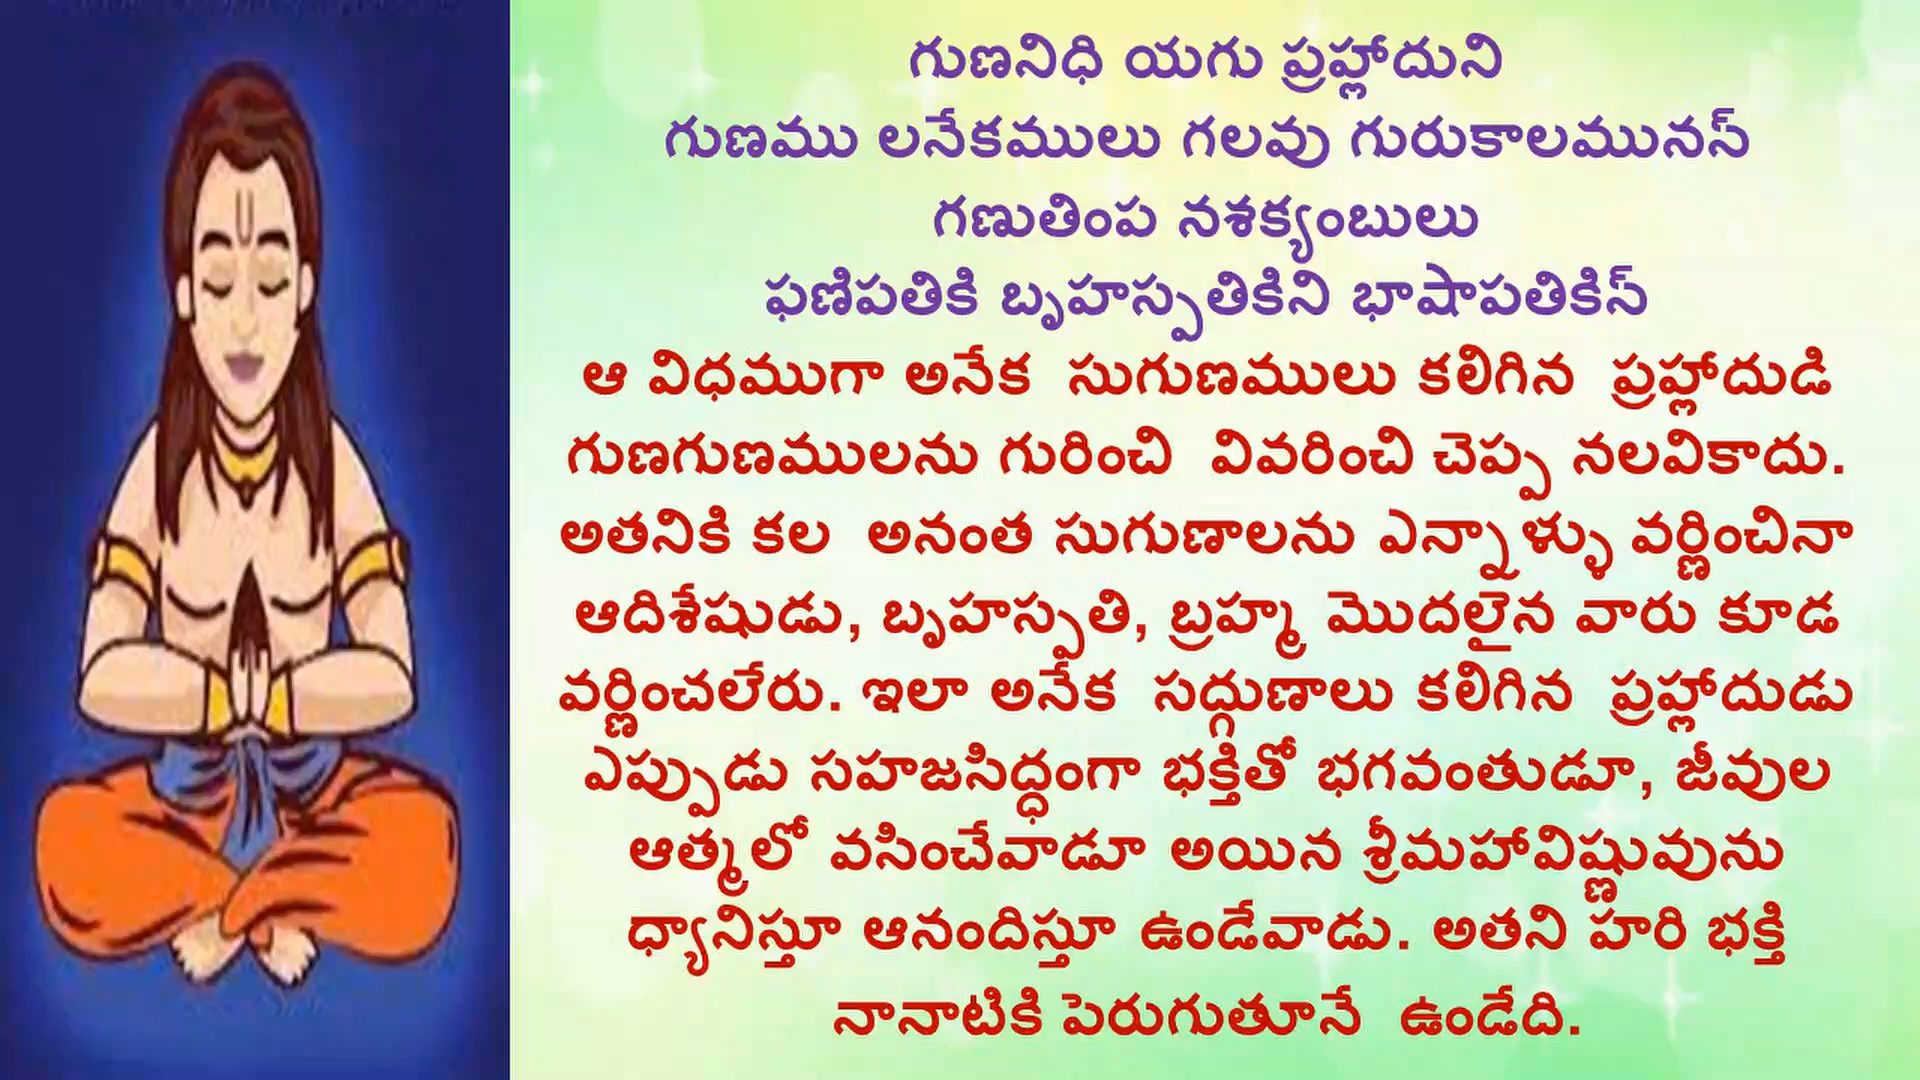 గుణనిధి యగు ప్రహ్లాదుని
గుణము లనేకములు గలవు గురుకాలమునన్
గణుతింప నశక్యంబులు
ఫణిపతికి బృహస్పతికిని భాషాపతికిన్
ఆ విధముగా అనేక సుగుణములు కలిగిన ప్రహ్లాదుడి
గుణగుణములను గురించి వివరించి చెప్ప నలవికాదు.
అతనికి కల అనంత సుగుణాలను ఎన్నాళ్ళు వర్ణించినా
ఆదిశేషుడు, బృహస్పతి, బ్రహ్మ మొదలైన వారు కూడ
వర్ణించలేరు. ఇలా అనేక సద్గుణాలు కలిగిన ప్రహ్లాదుడు
ఎప్పుడు సహజసిద్ధంగా భక్తితో భగవంతుడూ, జీవుల
ఆత్మలో వసించేవాడూ అయిన శ్రీమహావిష్ణువును
ధ్యానిస్తూ ఆనందిస్తూ ఉండేవాడు. అతని హరి భక్తి
నానాటికి పెరుగుతూనే ఉండేది.